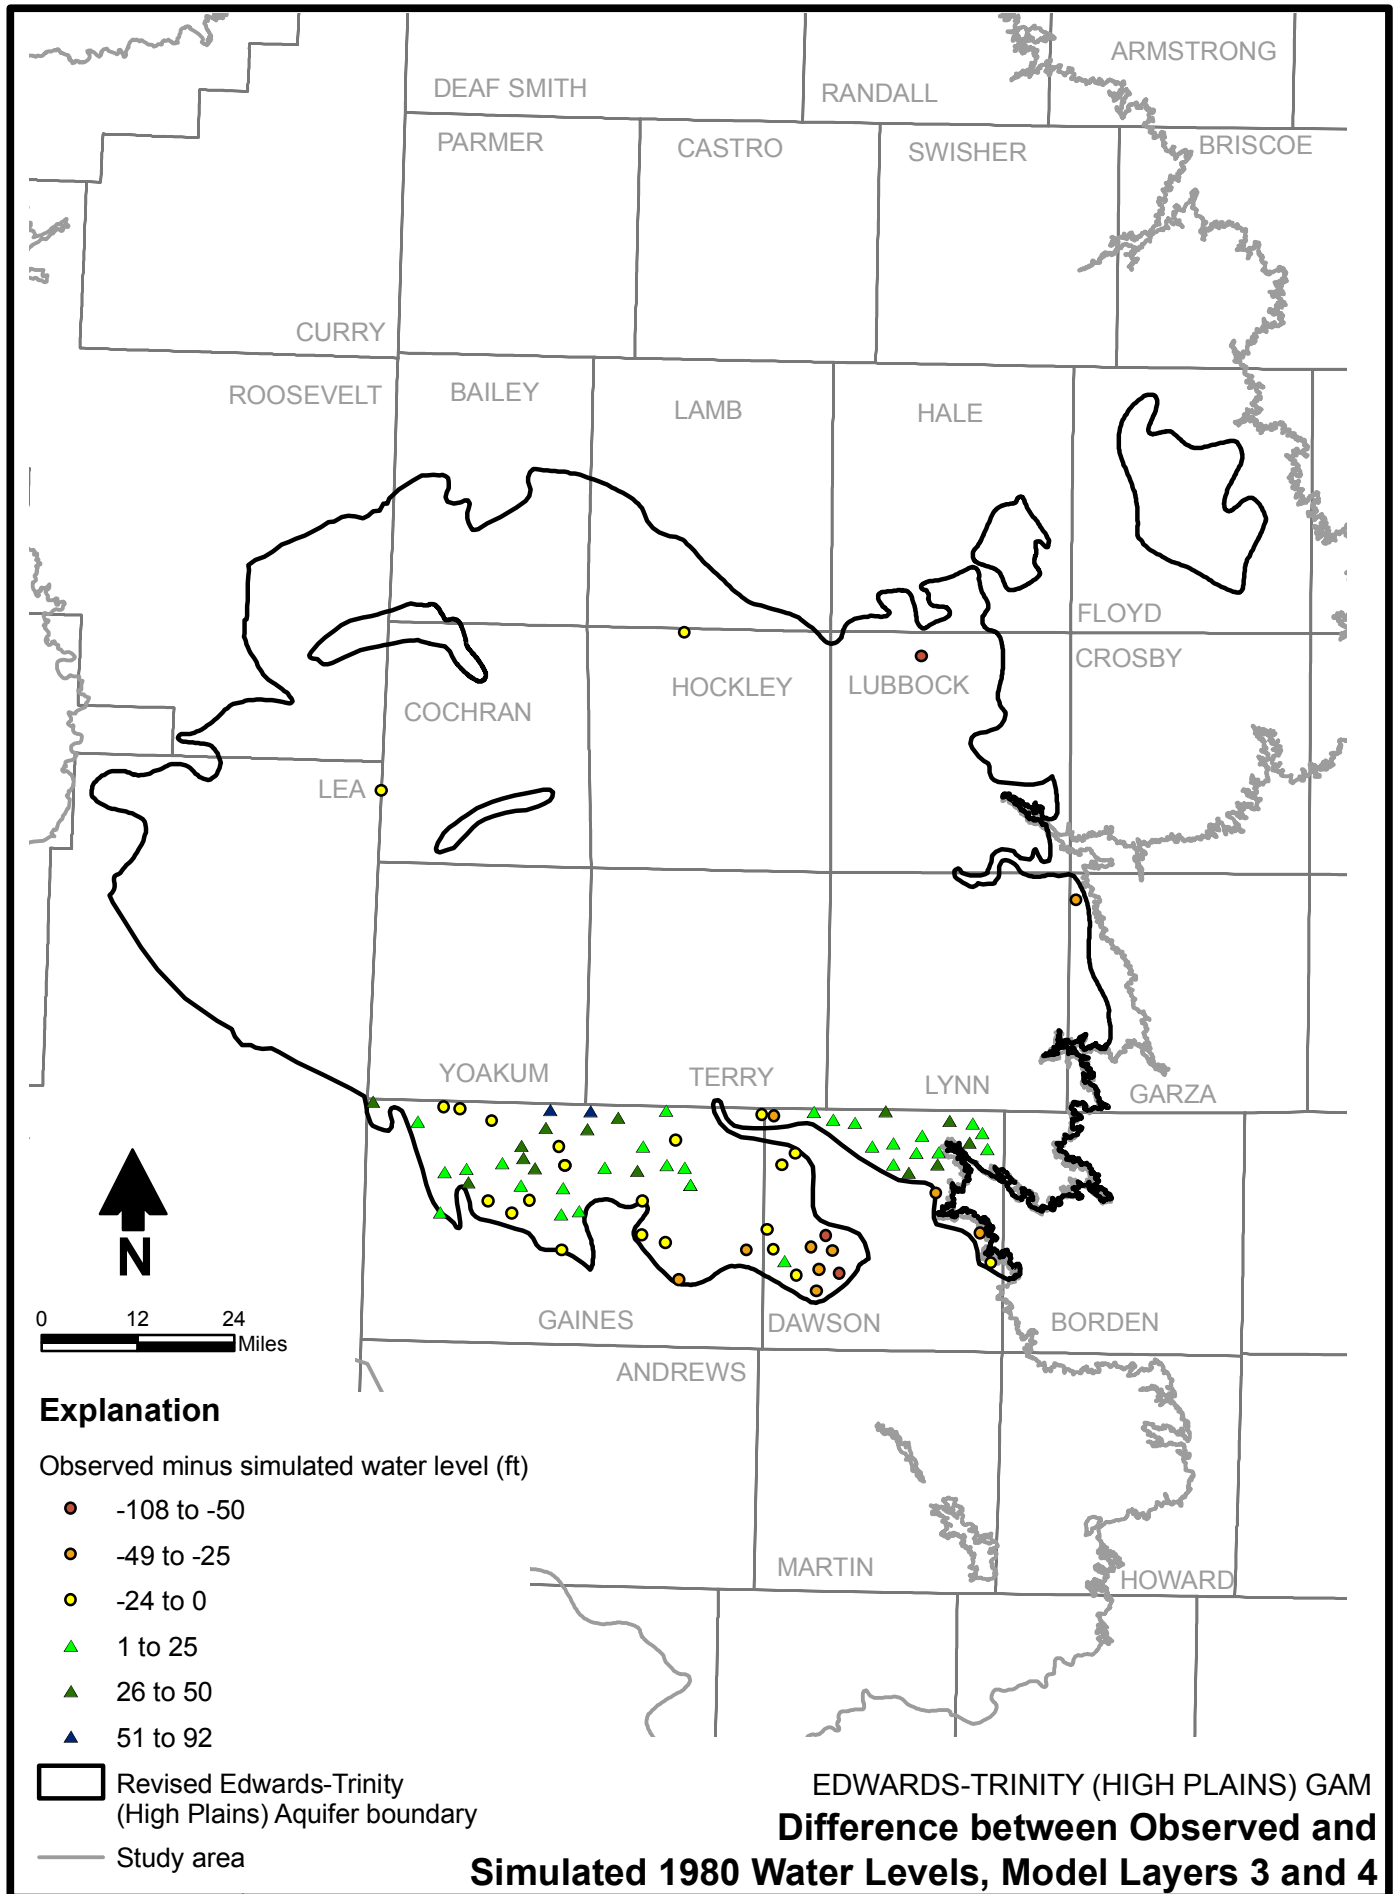 ARMSTRONG
DEAF SMITH
RANDALL
PARMER
CASTRO
SWISHER
BRISCOE
CURRY
ROOSEVELT
BAILEY
LAMB
HALE
FLOYD
CROSBY
HOCKLEY
LUBBOCK
COCHRAN
LEA
YOAKUM
TERRY
LYNN
GARZA
N
GAINES
DAWSON
BORDEN
0 12 24
Miles
ANDREWS
MARTIN
HOWARD
Explanation
Observed minus simulated water level (ft)
-108 to -50
-49 to -25
-24 to 0
1 to 25
26 to 50
51 to 92
Revised Edwards-Trinity
(High Plains) Aquifer boundary
Study area
EDWARDS-TRINITY (HIGH PLAINS) GAM
Difference between Observed and
Simulated 1980 Water Levels, Model Layers 3 and 4